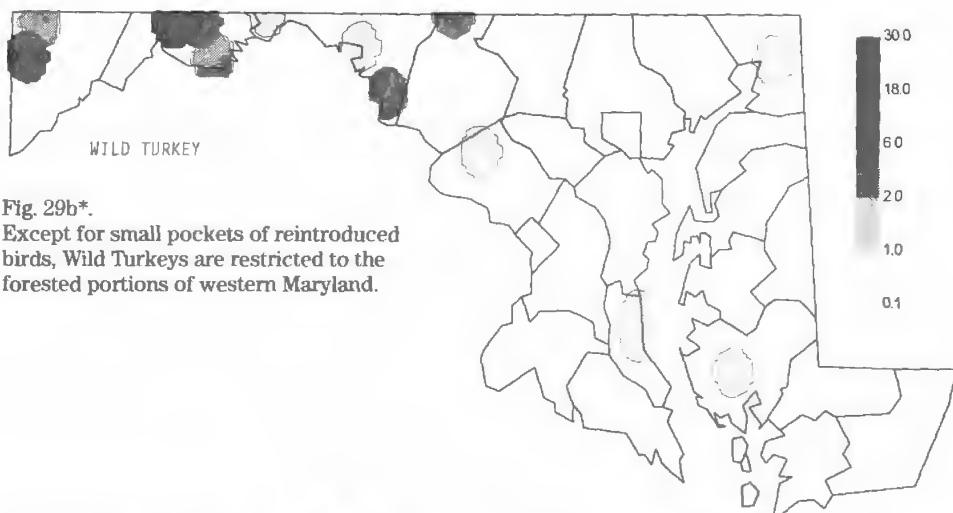 WILD TURKEY
Fig. 29b*.
Except for small pockets of reintroduced
birds, Wild Turkeys are restricted to the
forested portions of western Maryland.
30.0
18.0
6.0
2.0
1.0
0.1